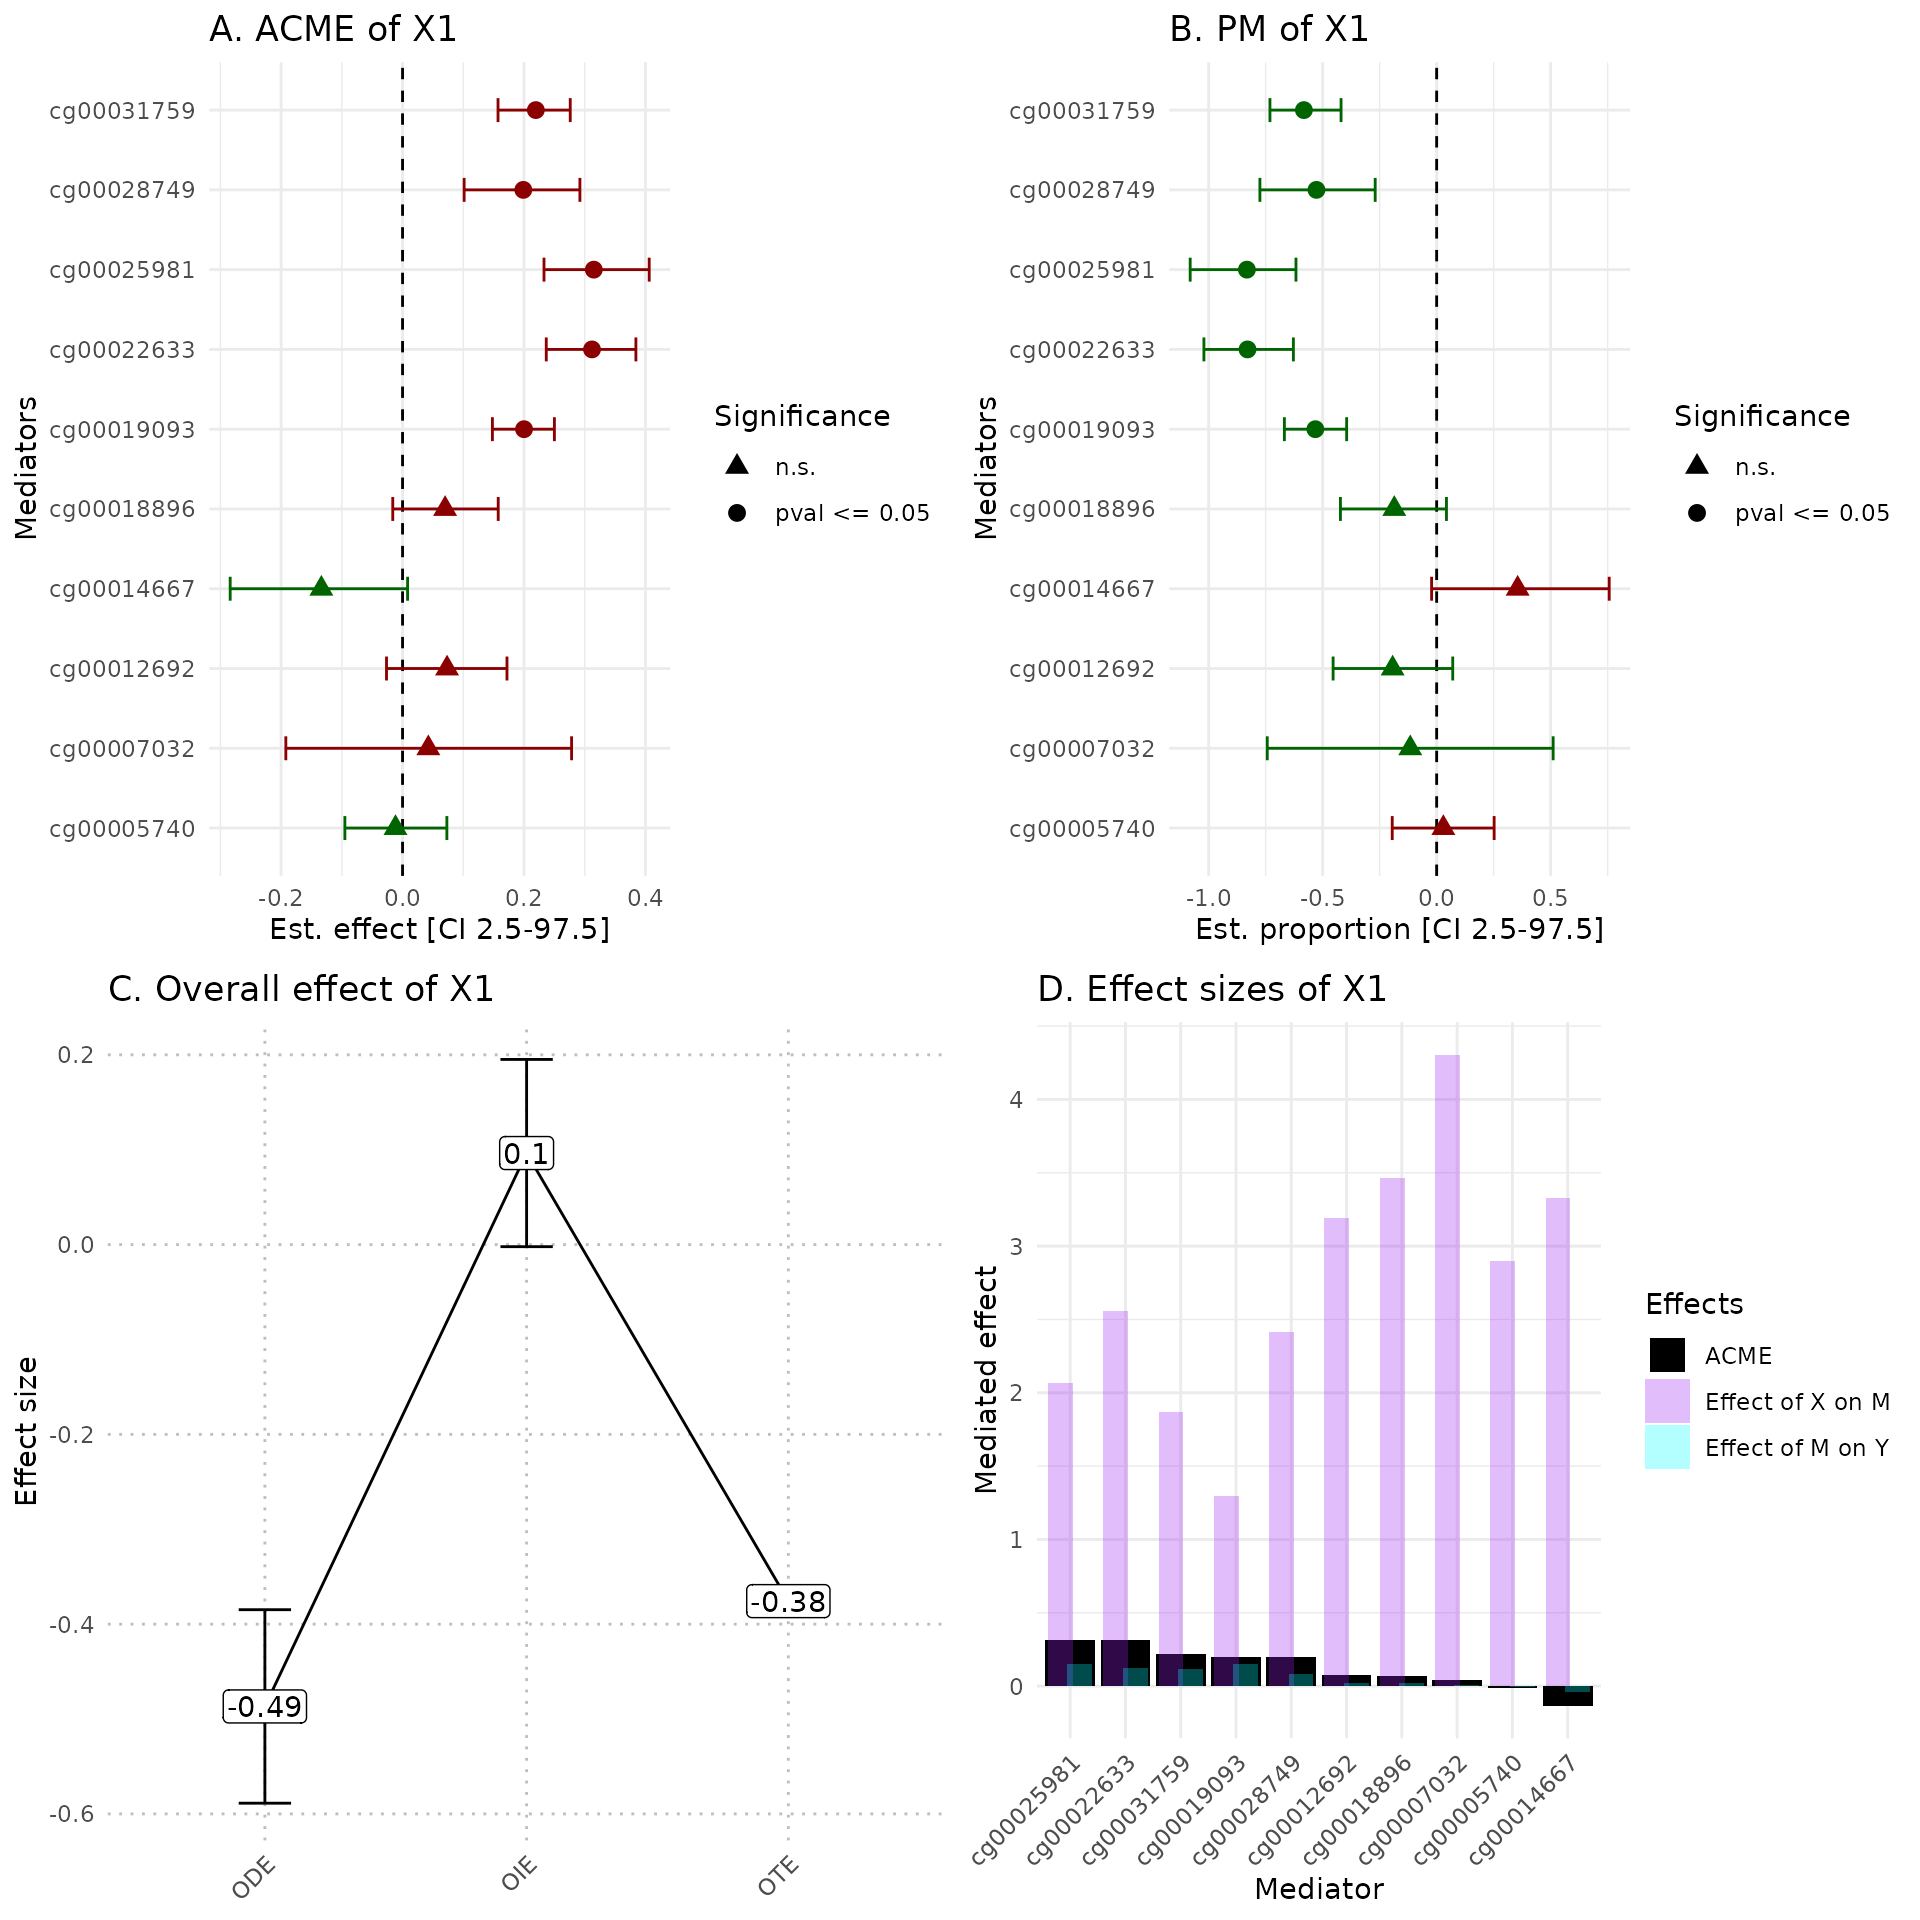 A. ACME of X1
cg00031759
cg00028749
cg00025981
cg00022633
cg00019093
cg00018896
cg00014667
cg00012692
cg00007032
cg00005740
Mediators
-0.2 0.0 0.2 0.4
Est. effect [CI 2.5-97.5]
Significance
n.s.
pval <= 0.05
B. PM of X1
cg00031759
cg00028749
cg00025981
cg00022633
cg00019093
cg00018896
cg00014667
cg00012692
cg00007032
cg00005740
Mediators
-1.0 -0.5 0.0 0.5
Est. proportion [CI 2.5-97.5]
Significance
n.s.
pval <= 0.05
C. Overall effect of X1
0.2
0.0
-0.2
-0.4
-0.6
Effect size
0.1
-0.38
-0.49
ODE
OIE
OTE
D. Effect sizes of X1
4
3
2
1
0
Mediated effect
cg00025981
cg00022633
cg00031759
cg00019093
cg00028749
cg00012692
cg00018896
cg00007032
cg00005740
cg00014667
Mediator
Effects
ACME
Effect of X on M
Effect of M on Y